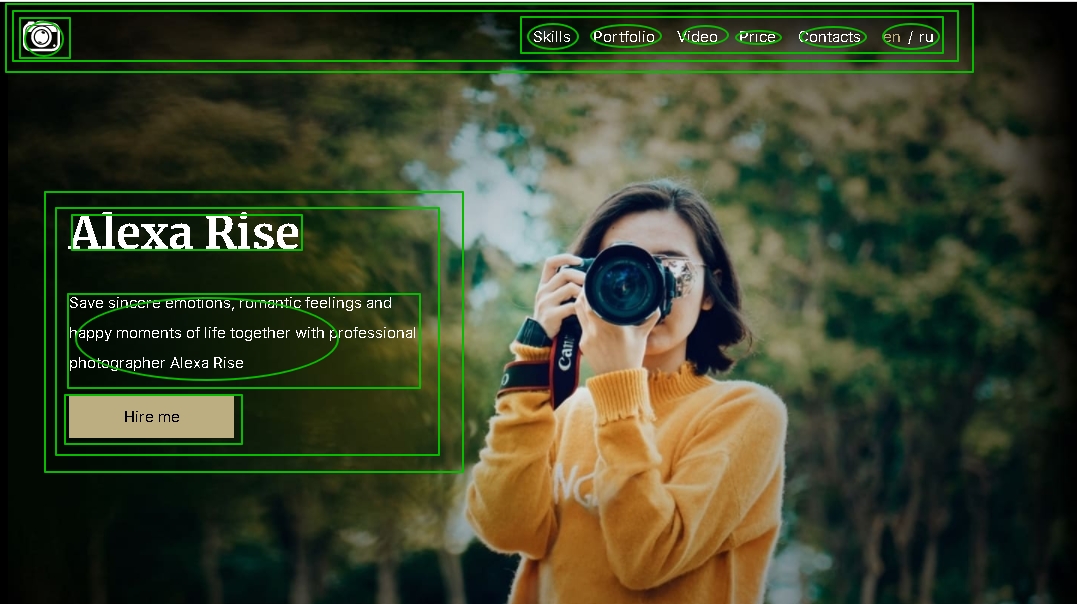 Skills Portfolio Video Price Contacts en / ru
Alexa Rise
Save sincere emotions, romantic feelings and
happy moments of life together with professional
photographer Alexa Rise
Hire me